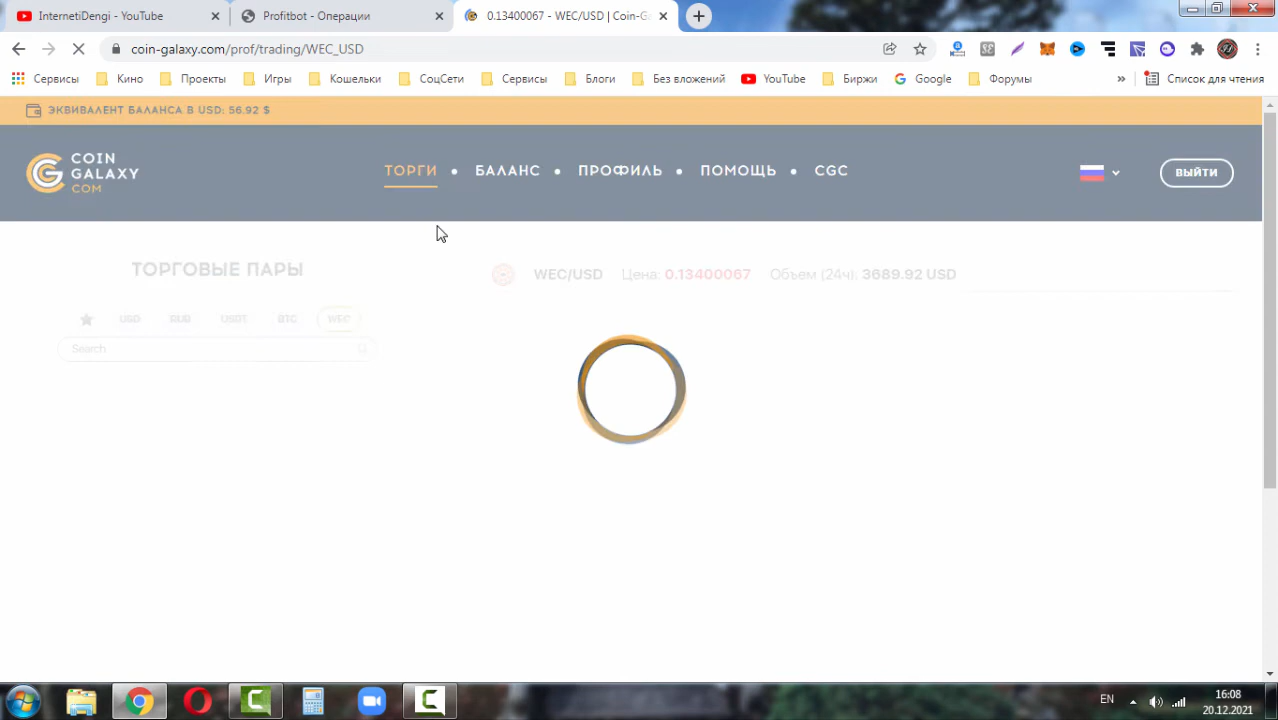 InternetiDengi - YouTube
Profitbot - Операции
0.13400067 - WEC/USD | Coin-Ga
coin-galaxy.com/prof/trading/WEC_USD
Сервисы Кино Проекты Игры Кошельки СоцСети Сервисы Блоги Без вложений YouTube Биржи Google Форумы » Список для чтения
ЭКВИВАЛЕНТ БАЛАНСА В USD: 56.92 $
COIN
GALAXY
COM
ТОРГИ • БАЛАНС • ПРОФИЛЬ • ПОМОЩЬ • CGC
ВЫЙТИ
ТОРГОВЫЕ ПАРЫ
WEC/USD Цена: 0.13400067 Объем (24ч): 3689.92 USD
USD RUR USDT BTC WEC
Search
EN
16:08
20.12.2021